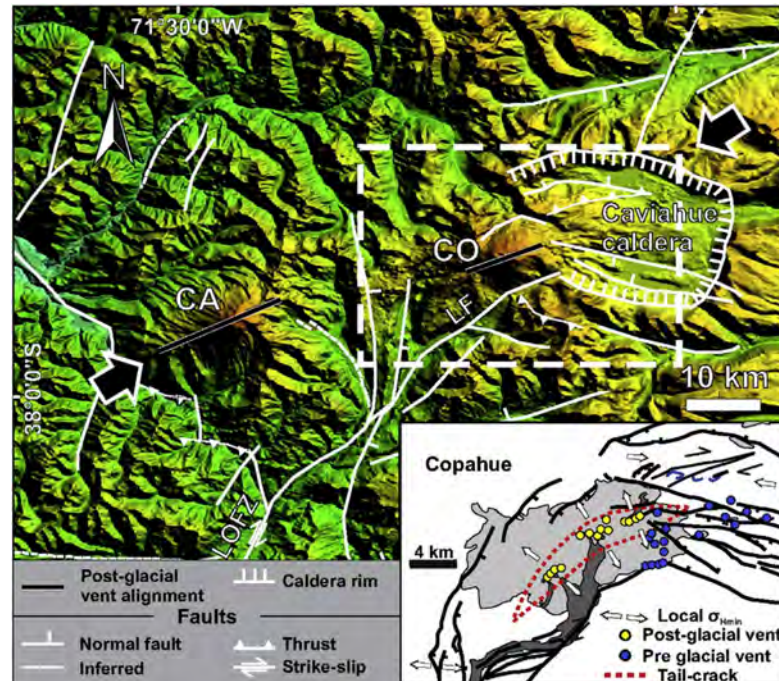 71°30'0"W
N
Caviahue
caldera
CO
CA
LF
38°0'0"S
10 km
LOFZ
Copahue
4 km
Local σHmin
Post-glacial vent
Pre glacial vent
Tail-crack
Post-glacial
vent alignment
Caldera rim
Faults
Normal fault
Thrust
Inferred
Strike-slip